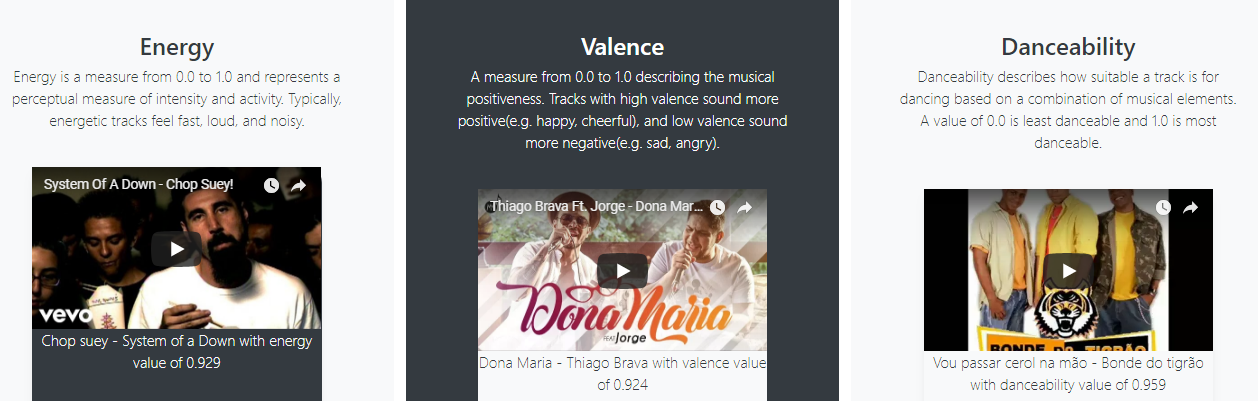 Energy
Energy is a measure from 0.0 to 1.0 and represents a
perceptual measure of intensity and activity. Typically,
energetic tracks feel fast, loud, and noisy.
System Of A Down - Chop Suey!
vevo
Chop suey - System of a Down with energy
value of 0.929
Valence
A measure from 0.0 to 1.0 describing the musical
positiveness. Tracks with high valence sound more
positive(e.g. happy, cheerful), and low valence sound
more negative(e.g. sad, angry).
Thiago Brava Ft. Jorge - Dona Mar...
Dona Maria
FEAT Jorge
Dona Maria - Thiago Brava with valence value
of 0.924
Danceability
Danceability describes how suitable a track is for
dancing based on a combination of musical elements.
A value of 0.0 is least danceable and 1.0 is most
danceable.
BONDE DO TIGRÃO
Vou passar cerol na mão - Bonde do tigrão
with danceability value of 0.959